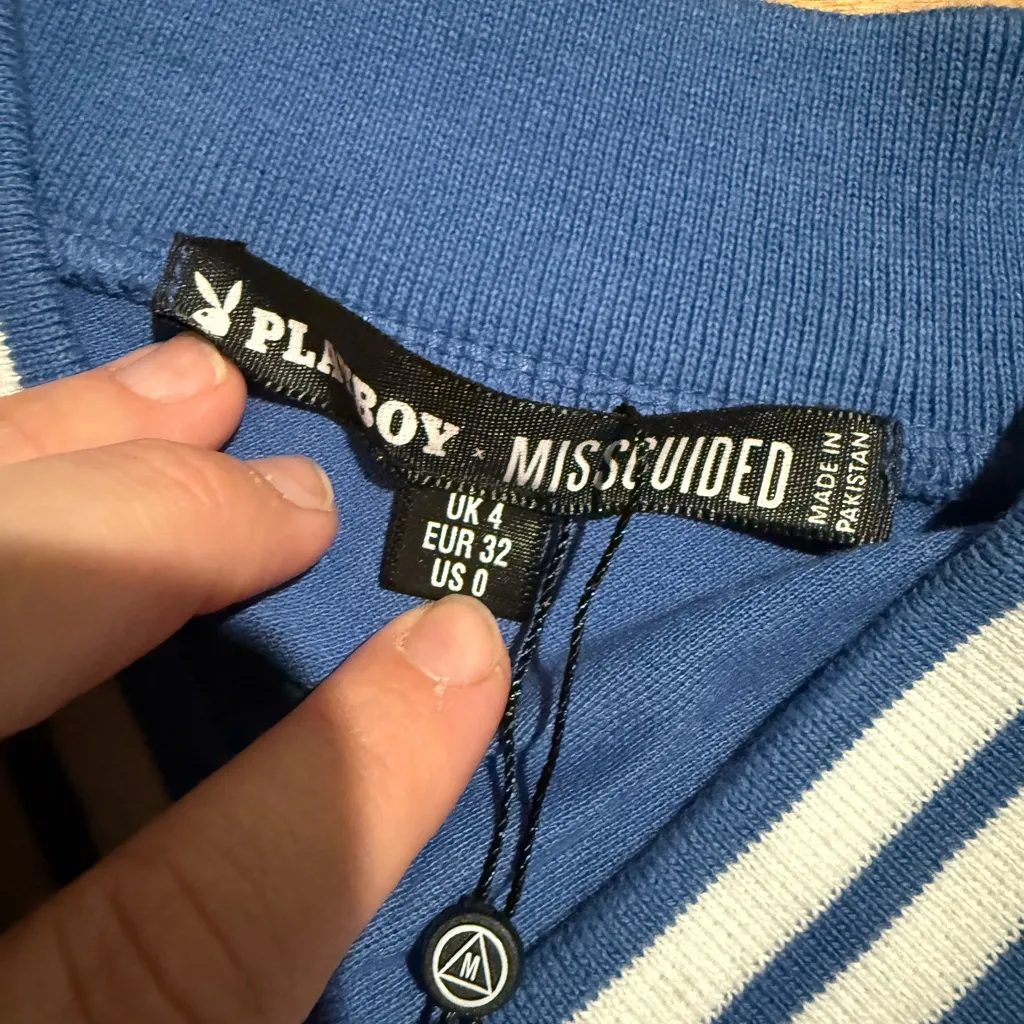 PLAYBOY × MISSGUIDED
MADE IN
PAKISTAN
UK 4
EUR 32
US 0
M